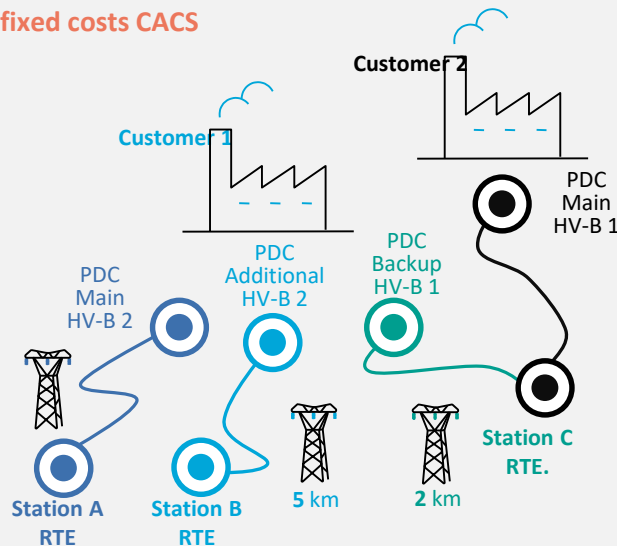 fixed costs CACS
Customer 2
Customer 1
PDC
Main
HV-B 1
PDC
Additional
HV-B 2
PDC
Backup
HV-B 1
PDC
Main
HV-B 2
Station C
RTE.
5 km
2 km
Station A
RTE
Station B
RTE